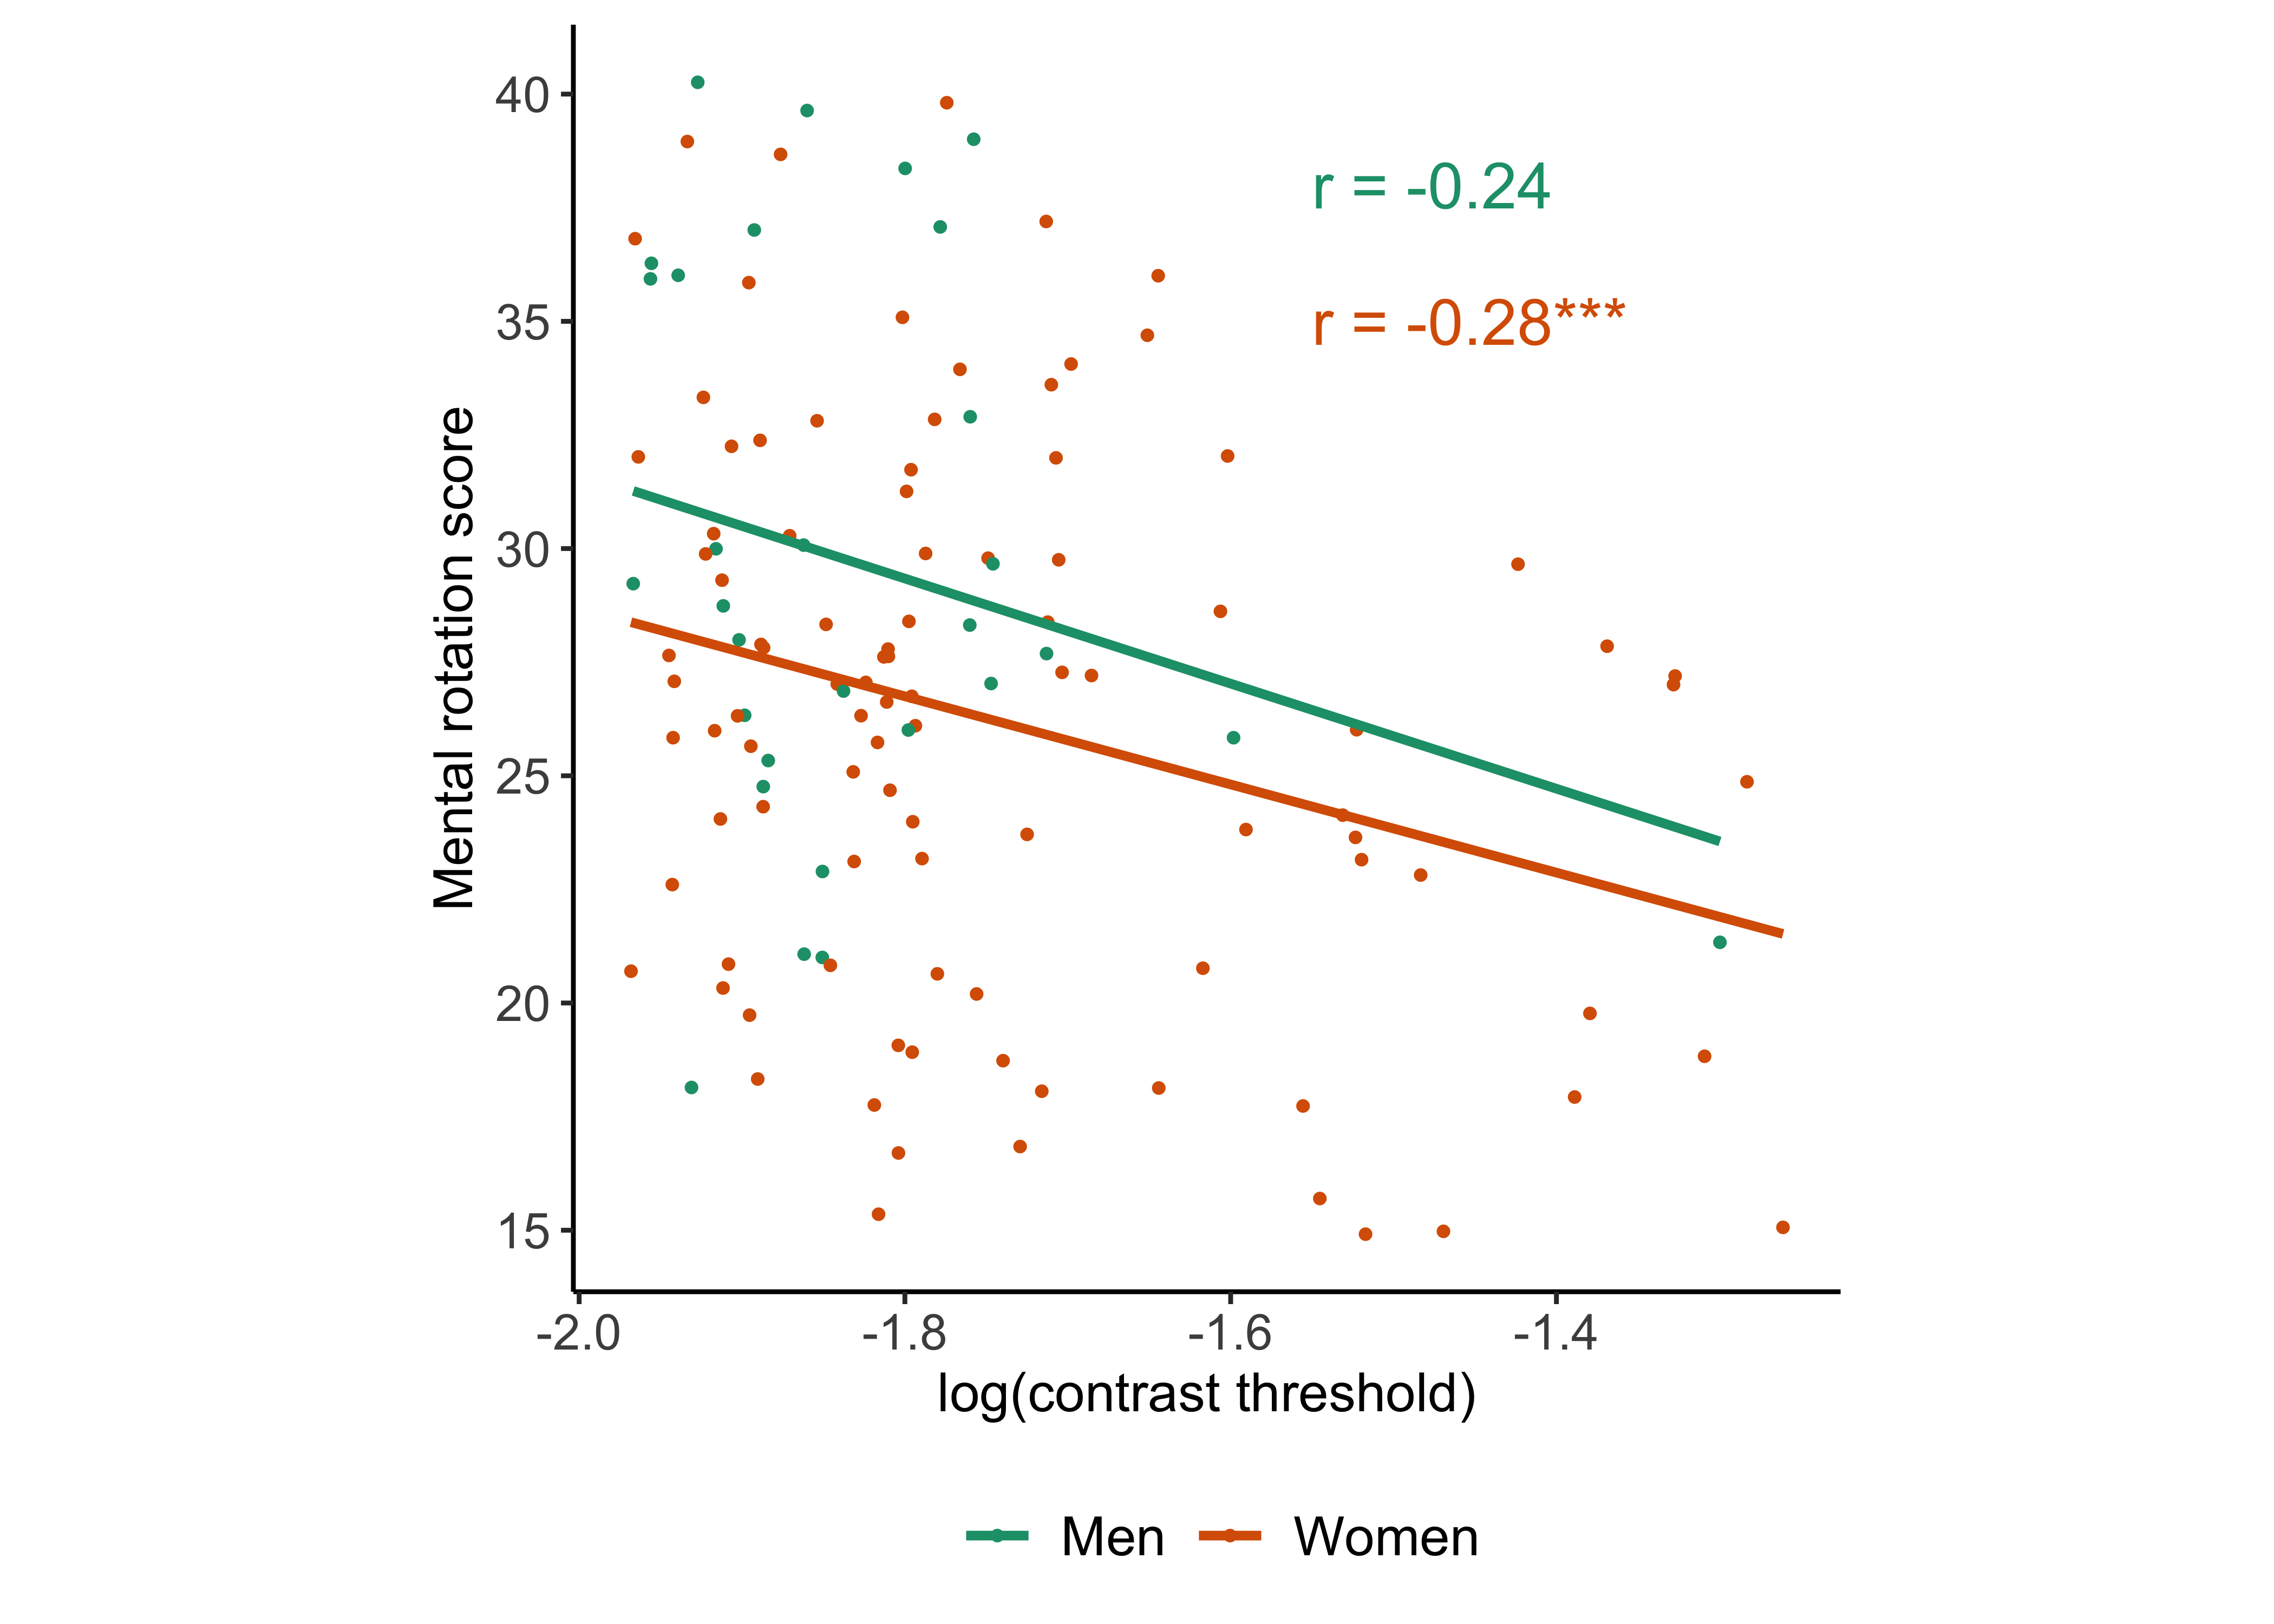 40
35
30
25
20
15
Mental rotation score
r = -0.24
r = -0.28***
-2.0 -1.8 -1.6 -1.4
log(contrast threshold)
Men Women